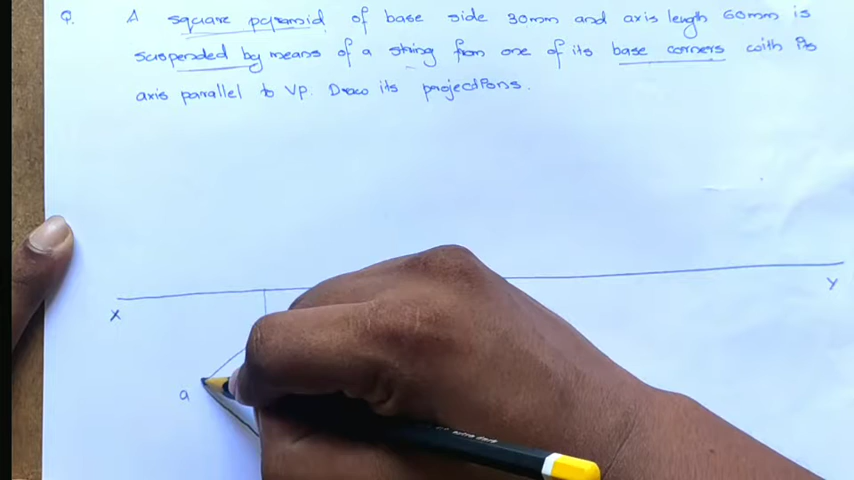 Q. A square pyramid of base side 30mm and axis length 60mm is
suspended by means of a string from one of its base corners with its
axis parallel to VP. Draw its projections.
X
Y
a